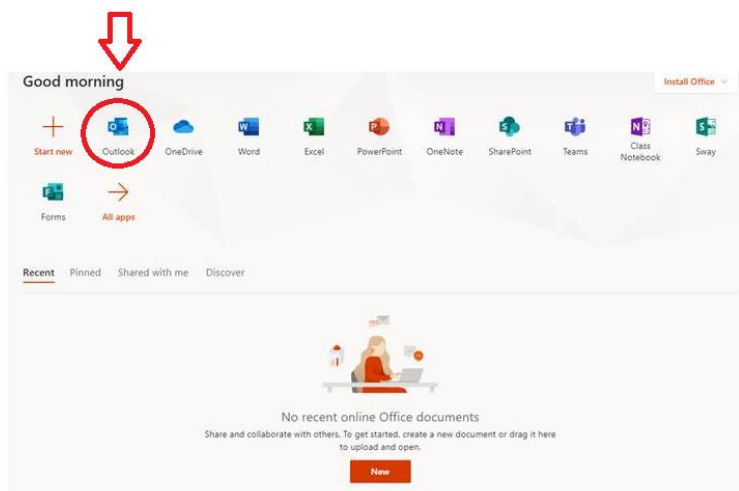 Good morning
Install Office
Start new
Outlook
OneDrive
Word
Excel
PowerPoint
OneNote
SharePoint
Teams
Class
Notebook
Sway
Forms
All apps
Recent Pinned Shared with me Discover
No recent online Office documents
Share and collaborate with others. To get started, create a new document or drag it here
to upload and open.
New